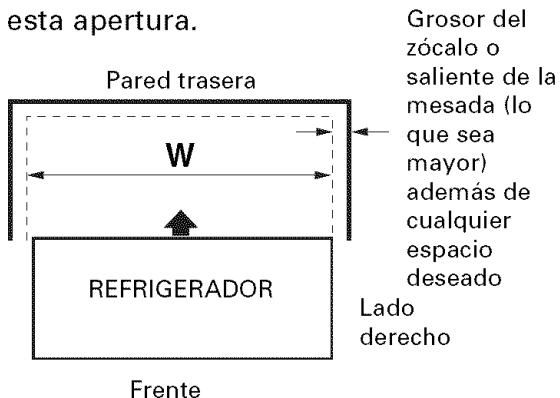 esta apertura.
Pared trasera
W
REFRIGERADOR
Frente
Grosor del
zócalo o
saliente de la
mesada (lo
que sea
mayor)
además de
cualquier
espacio
deseado
Lado
derecho